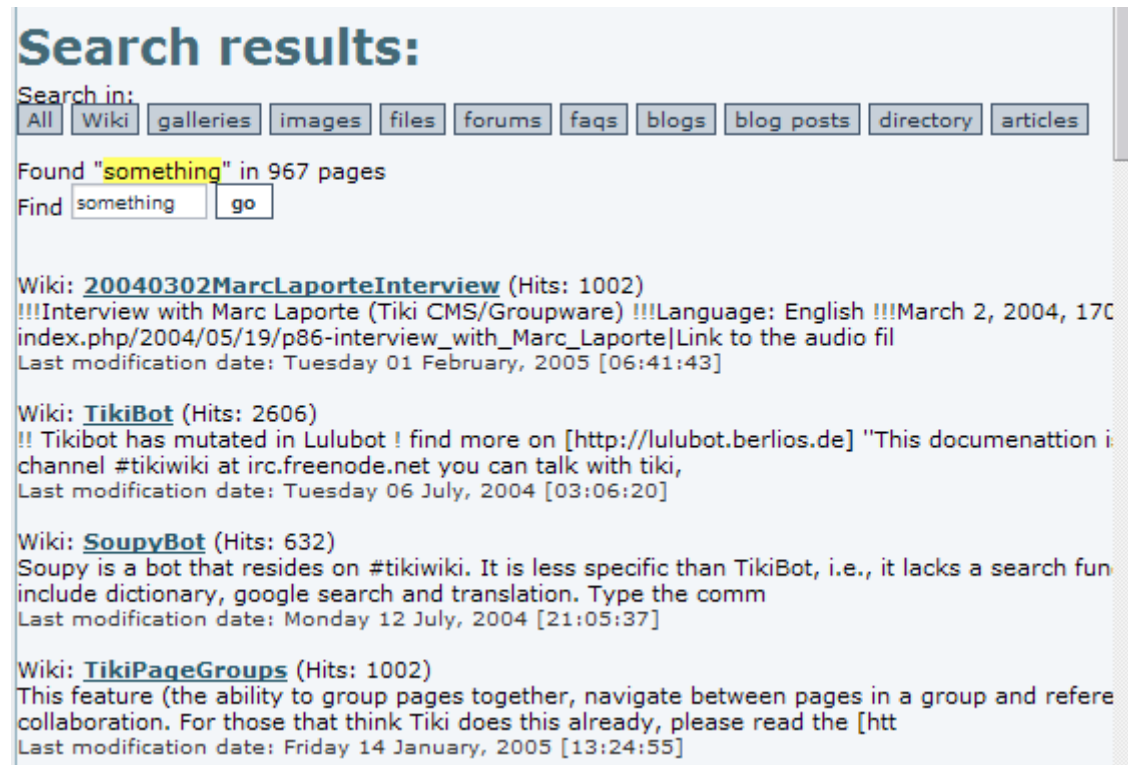 Search results:
Search in:
All Wiki galleries images files forums faqs blogs blog posts directory articles
Found "something" in 967 pages
Find something go
Wiki: 20040302MarcLaporteInterview (Hits: 1002)
!!!Interview with Marc Laporte (Tiki CMS/Groupware) !!!Language: English !!!March 2, 2004, 170
index.php/2004/05/19/p86-interview_with_Marc_Laporte|Link to the audio fil
Last modification date: Tuesday 01 February, 2005 [06:41:43]
Wiki: TikiBot (Hits: 2606)
!! Tikibot has mutated in Lulubot ! find more on [http://lulubot.berlios.de] ''This documenattion i
channel #tikiwiki at irc.freenode.net you can talk with tiki,
Last modification date: Tuesday 06 July, 2004 [03:06:20]
Wiki: SoupyBot (Hits: 632)
Soupy is a bot that resides on #tikiwiki. It is less specific than TikiBot, i.e., it lacks a search fun
include dictionary, google search and translation. Type the comm
Last modification date: Monday 12 July, 2004 [21:05:37]
Wiki: TikiPageGroups (Hits: 1002)
This feature (the ability to group pages together, navigate between pages in a group and refere
collaboration. For those that think Tiki does this already, please read the [htt
Last modification date: Friday 14 January, 2005 [13:24:55]